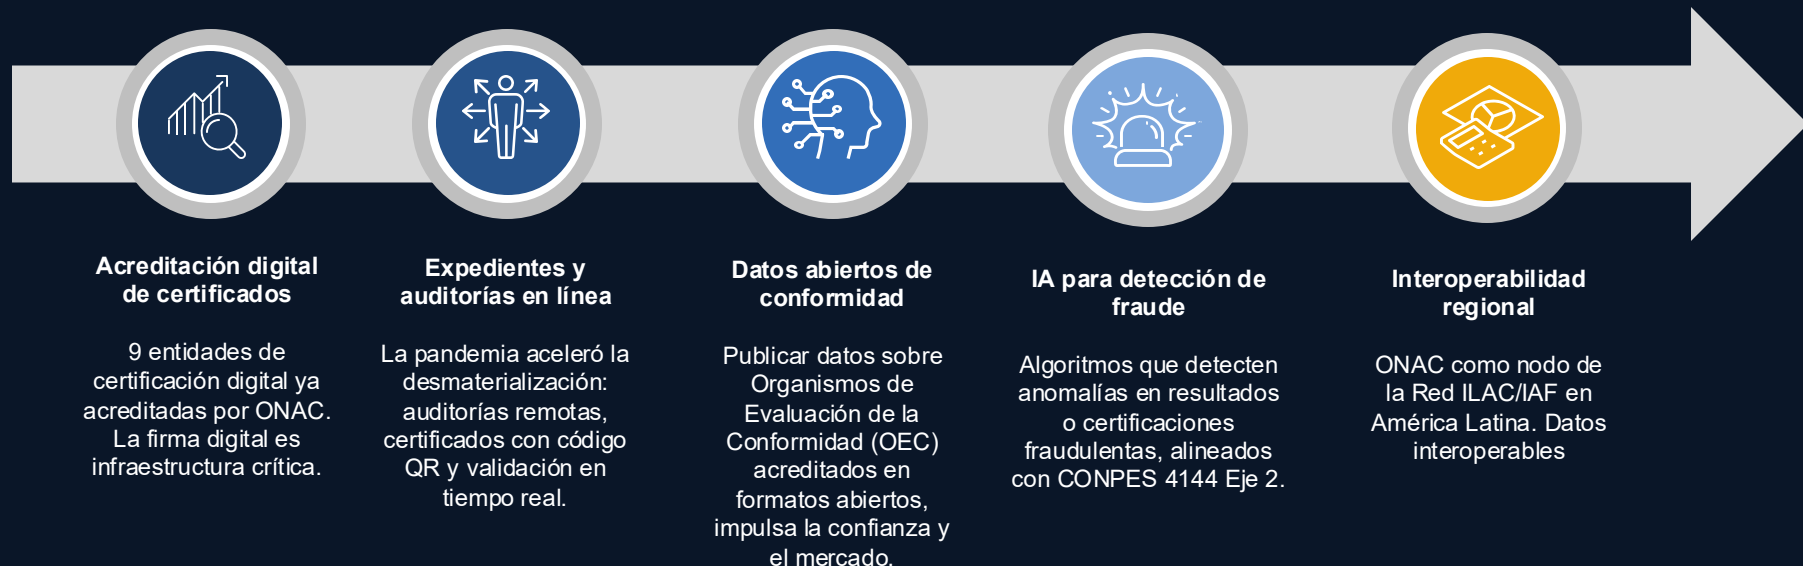 Acreditación digital
de certificados
9 entidades de
certificación digital ya
acreditadas por ONAC.
La firma digital es
infraestructura crítica.
Expedientes y
auditorías en línea
La pandemia aceleró la
desmaterialización:
auditorías remotas,
certificados con código
QR y validación en
tiempo real.
Datos abiertos de
conformidad
Publicar datos sobre
Organismos de
Evaluación de la
Conformidad (OEC)
acreditados en
formatos abiertos,
impulsa la confianza y
el mercado.
IA para detección de
fraude
Algoritmos que detecten
anomalías en resultados
o certificaciones
fraudulentas, alineados
con CONPES 4144 Eje 2.
Interoperabilidad
regional
ONAC como nodo de
la Red ILAC/IAF en
América Latina. Datos
interoperables